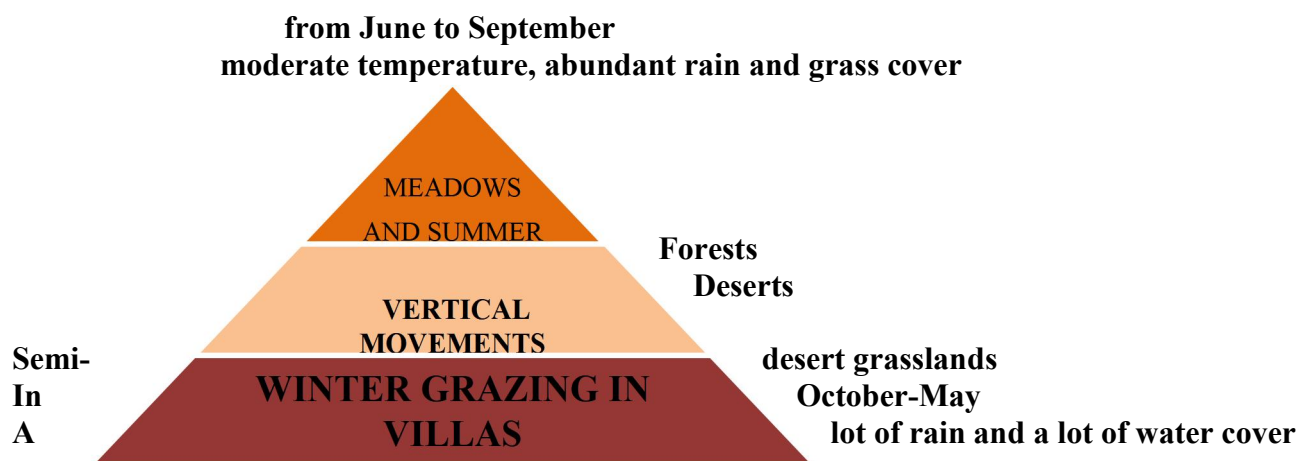 from June to September
moderate temperature, abundant rain and grass cover
MEADOWS
AND SUMMER
Forests
Deserts
VERTICAL
MOVEMENTS
Semi- desert grasslands
In October-May
A lot of rain and a lot of water cover
WINTER GRAZING IN
VILLAS